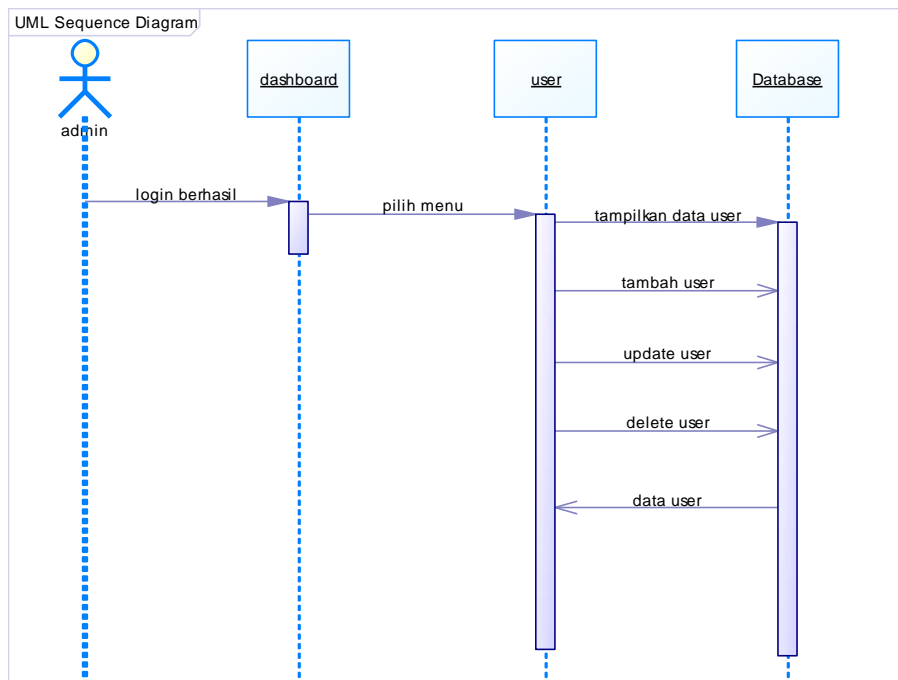 UML Sequence Diagram
admin
dashboard
user
Database
login berhasil
pilih menu
tampilkan data user
tambah user
update user
delete user
data user